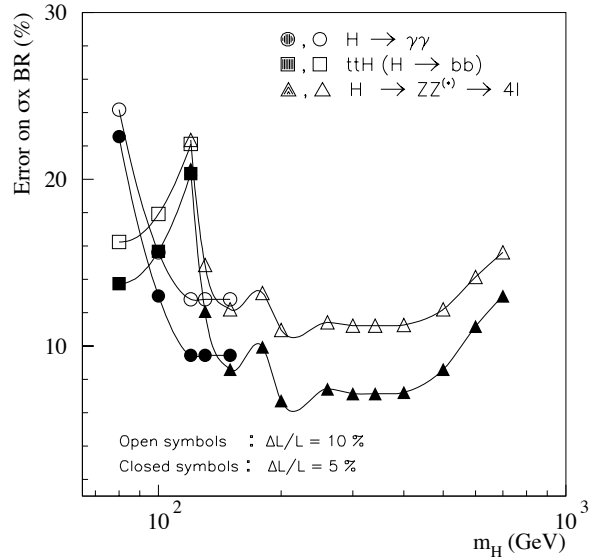 Error on σx BR (%)
30
20
10
, H → γγ
, ttH (H → bb)
, H → ZZ(*) → 4l
Open symbols : ΔL/L = 10 %
Closed symbols : ΔL/L = 5 %
10²
10³
m_H (GeV)